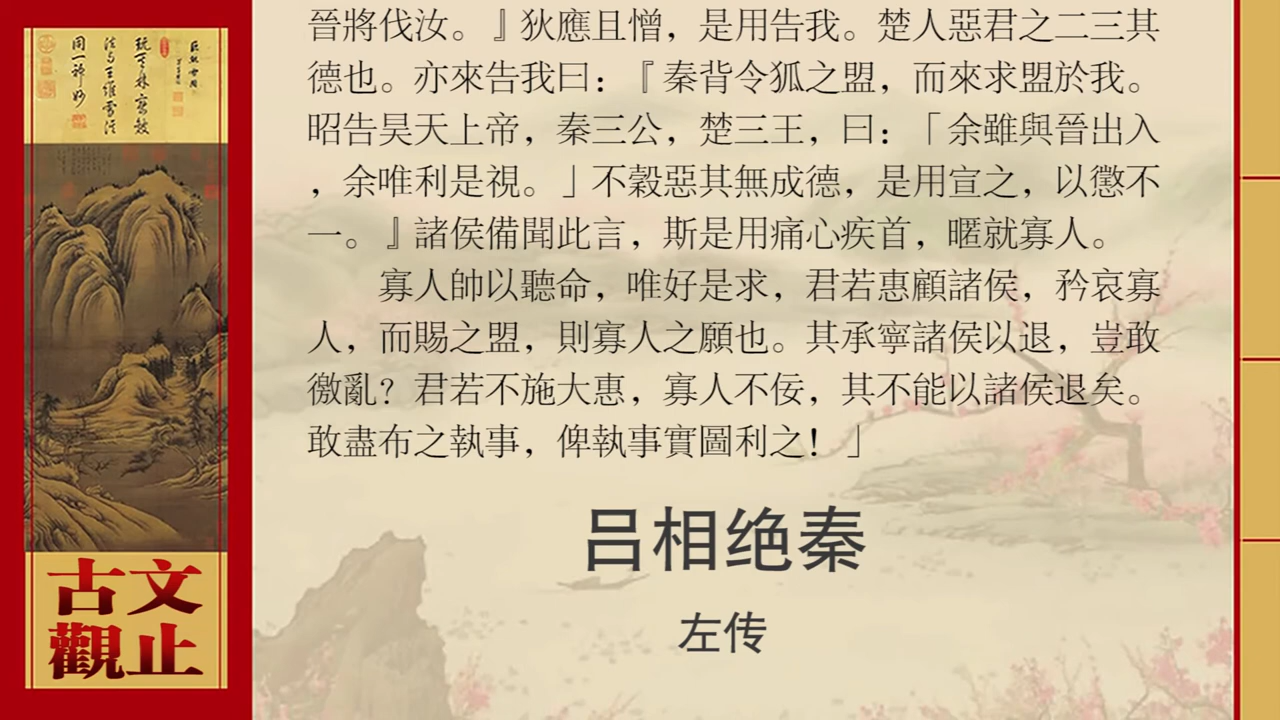 晉將伐汝。』狄應且憎，是用告我。楚人惡君之二三其
德也。亦來告我曰：『秦背令狐之盟，而來求盟於我。
昭告昊天上帝，秦三公，楚三王，曰：「余雖與晉出入
，余唯利是視。」不穀惡其無成德，是用宣之，以懲不
一。』諸侯備聞此言，斯是用痛心疾首，暱就寡人。
寡人帥以聽命，唯好是求，君若惠顧諸侯，矜哀寡
人，而賜之盟，則寡人之願也。其承寧諸侯以退，豈敢
徼亂？君若不施大惠，寡人不佞，其不能以諸侯退矣。
敢盡布之執事，俾執事實圖利之！」
吕相绝秦
左传
古文
觀止